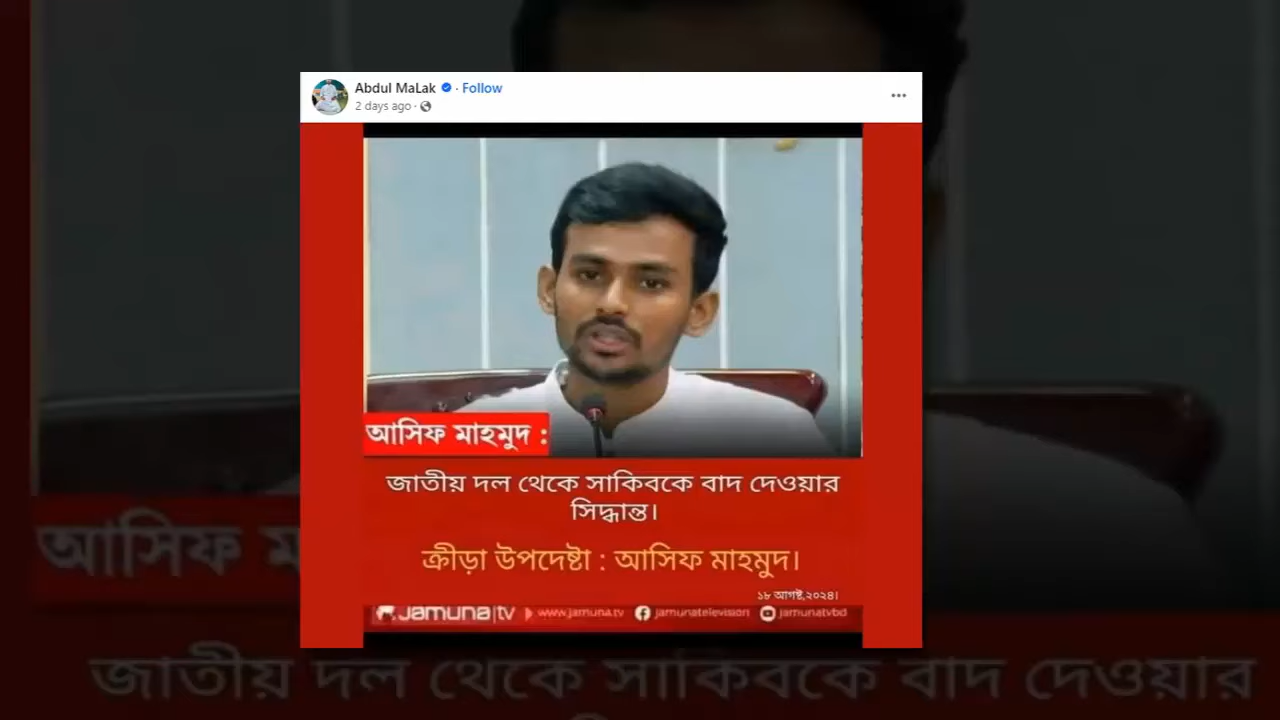 Abdul MaLak · Follow
2 days ago ·
আসিফ মাহমুদ :
জাতীয় দল থেকে সাকিবকে বাদ দেওয়ার
সিদ্ধান্ত।
ক্রীড়া উপদেষ্টা : আসিফ মাহমুদ।
১৮ আগষ্ট,২০২৪।
Jamuna|tv www.jamuna.tv jamunatelevision jamunatvbd
আসিফ ম
জাতীয় দল থেকে সাকিবকে বাদ দেওয়ার